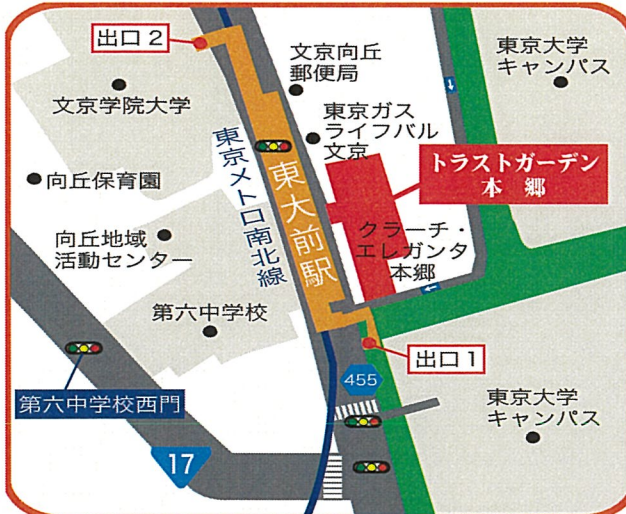 出口2
文京学院大学
文京向丘
郵便局
東京大学
キャンパス
東京ガス
ライフバル
文京
トラストガーデン
本 郷
向丘保育園
東京メトロ南北線
東大前駅
クラーチ・
エレガンタ
本郷
向丘地域
活動センター
第六中学校
出口1
455
第六中学校西門
17
東京大学
キャンパス